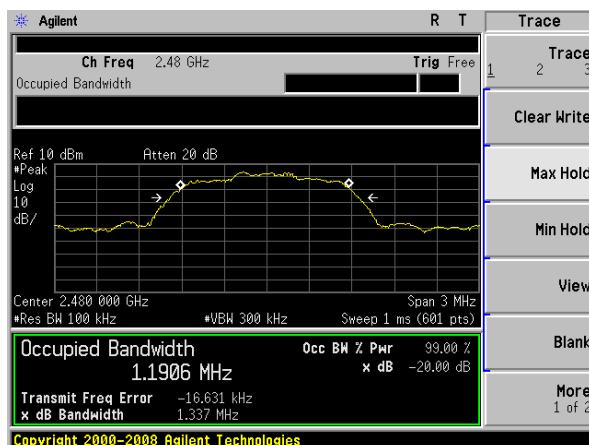 Agilent R T Trace
Ch Freq 2.48 GHz Trig Free
Occupied Bandwidth
Trace
1 2 3
Clear Write
Max Hold
Min Hold
View
Blank
More
1 of 2
Ref 10 dBm Atten 20 dB
#Peak
Log
10
dB/
Center 2.480 000 GHz Span 3 MHz
#Res BW 100 kHz #VBW 300 kHz Sweep 1 ms (601 pts)
Occupied Bandwidth Occ BW % Pwr 99.00 %
1.1906 MHz x dB -20.00 dB
Transmit Freq Error -16.631 kHz
x dB Bandwidth 1.337 MHz
Copyright 2000-2008 Agilent Technologies